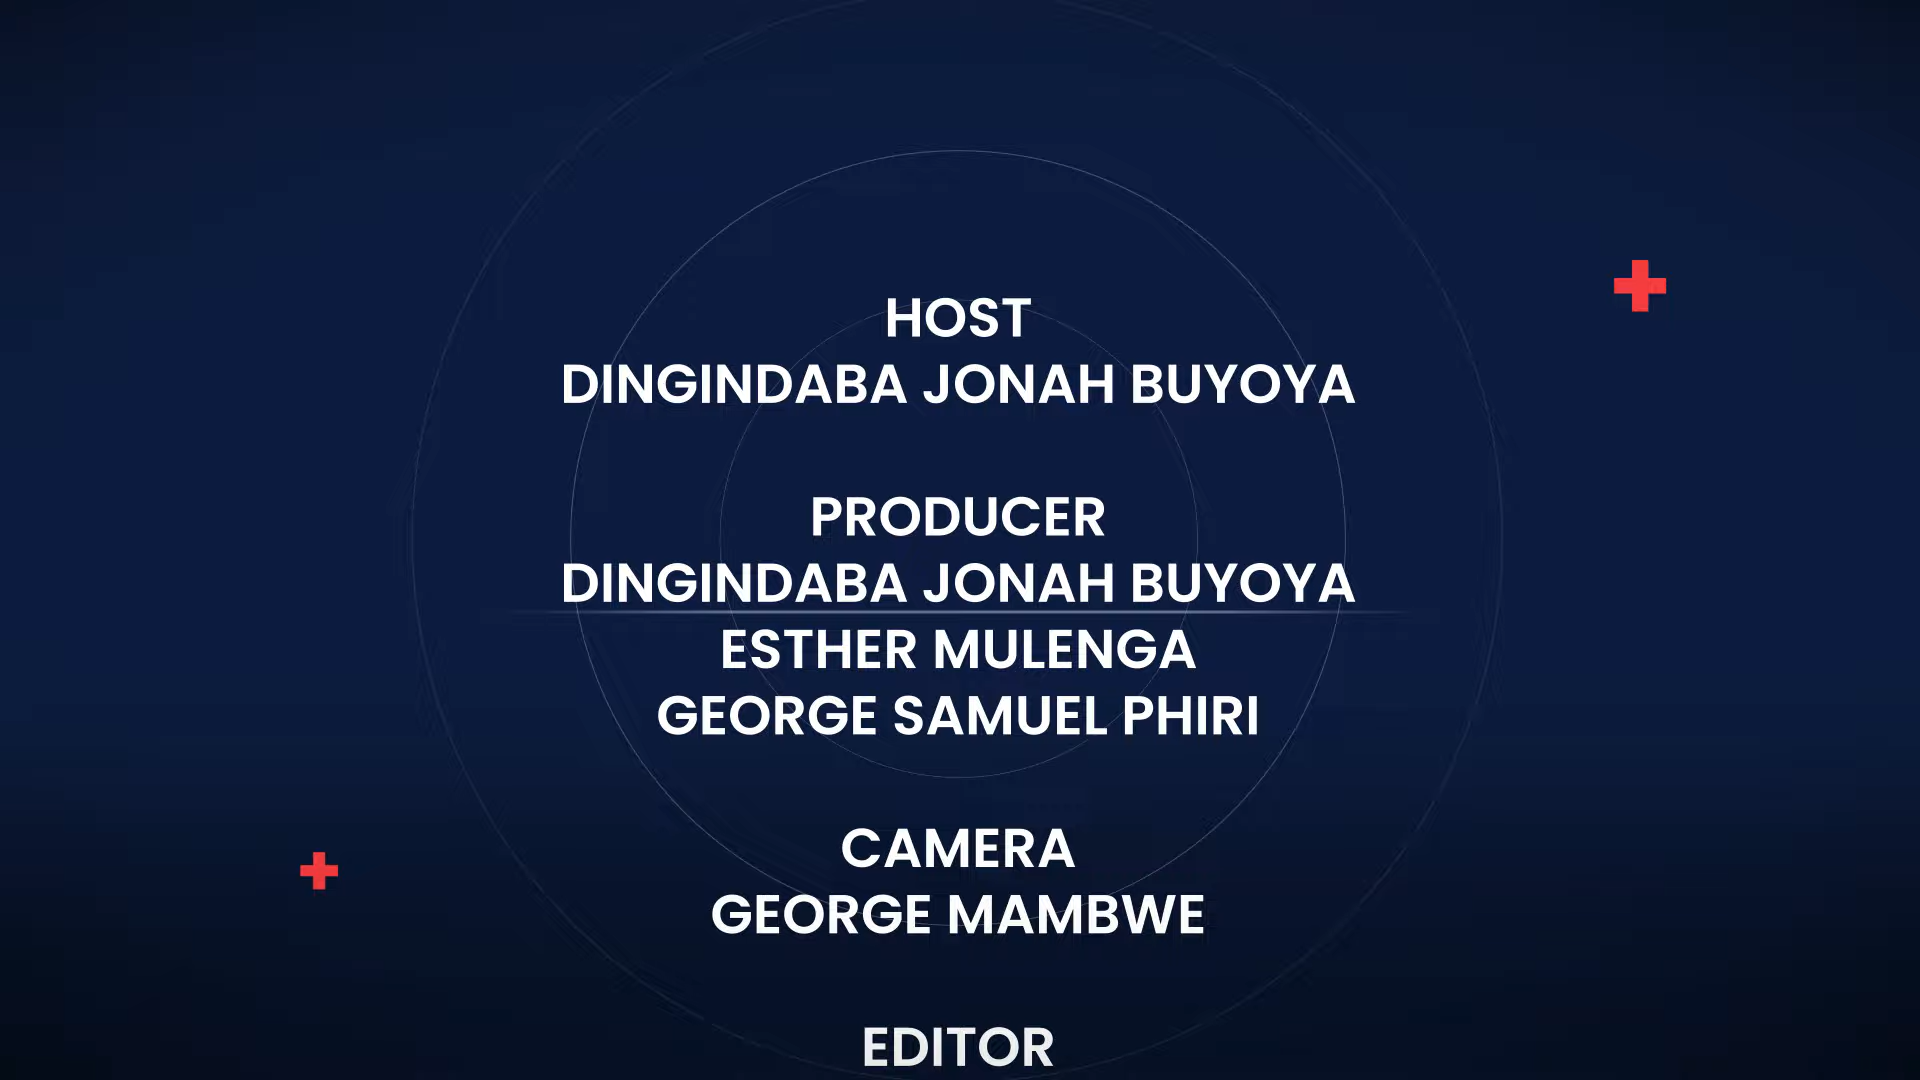 HOST
DINGINDABA JONAH BUYOYA
PRODUCER
DINGINDABA JONAH BUYOYA
ESTHER MULENGA
GEORGE SAMUEL PHIRI
CAMERA
GEORGE MAMBWE
EDITOR